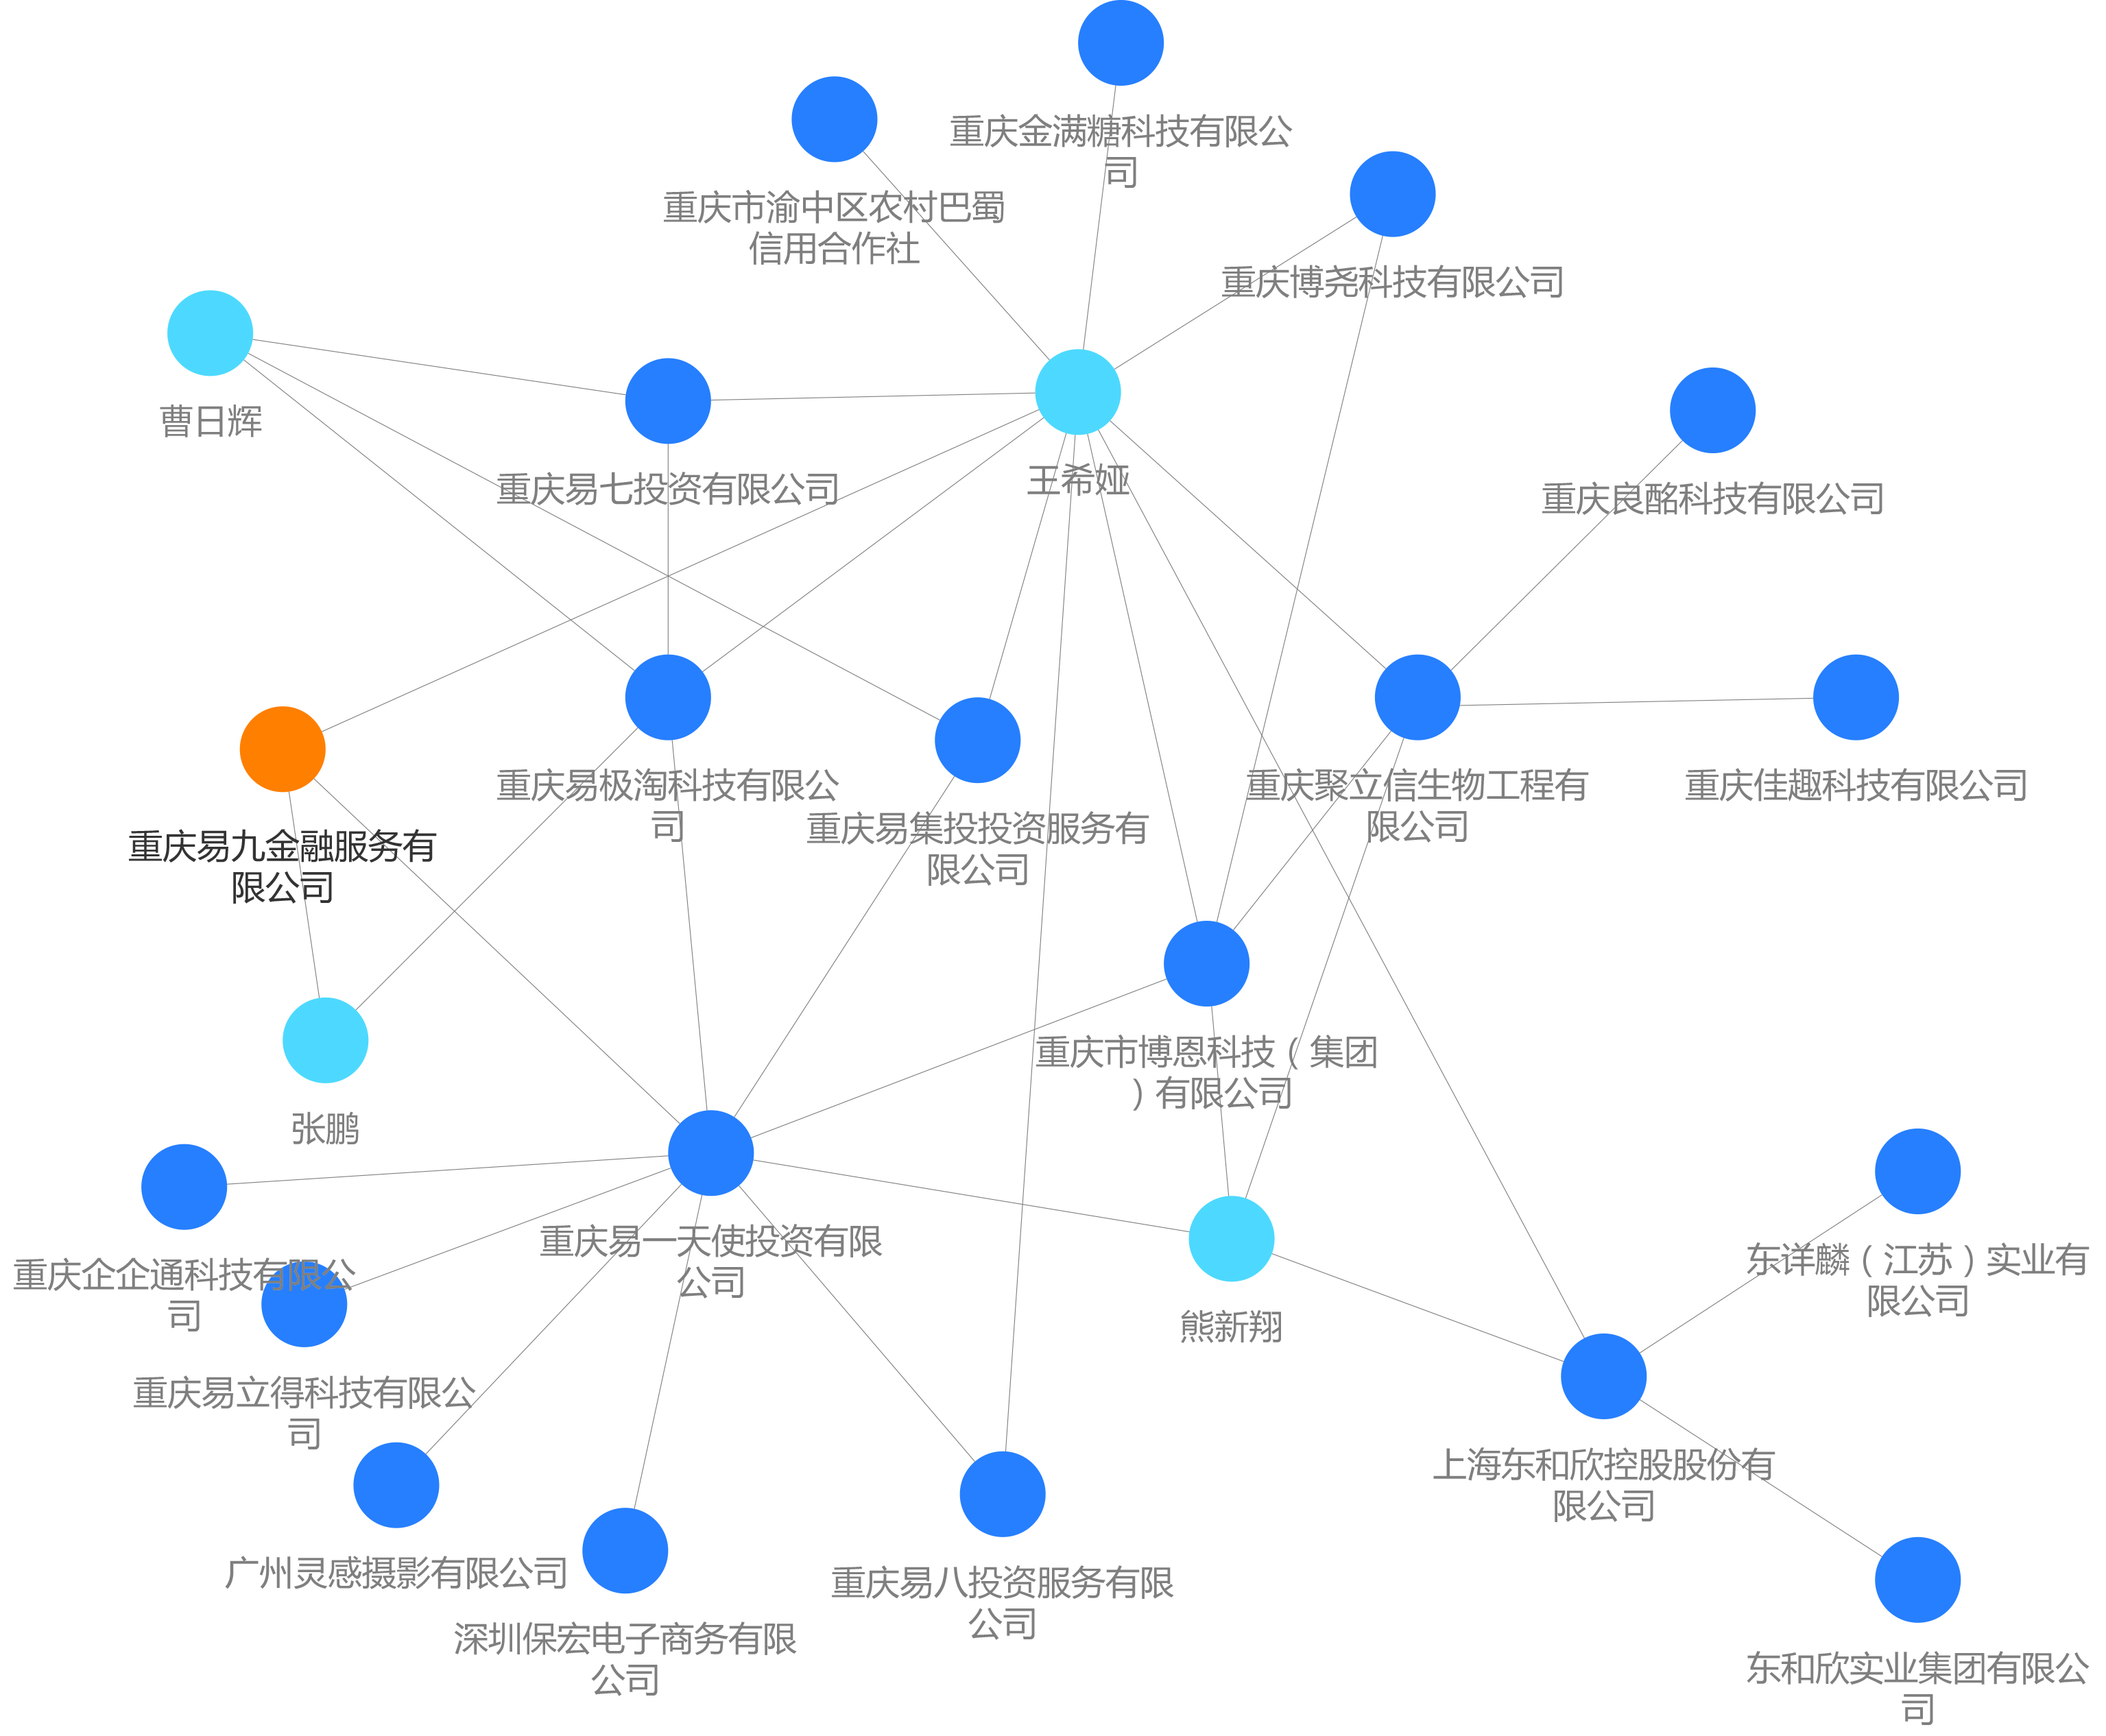 重庆金满糖科技有限公
司
重庆市渝中区农村巴蜀
信用合作社
重庆博尧科技有限公司
曹日辉
重庆易七投资有限公司
王希娅
重庆良酩科技有限公司
重庆易极淘科技有限公
司
重庆易集投投资服务有
限公司
重庆聚立信生物工程有
限公司
重庆佳趣科技有限公司
重庆易九金融服务有
限公司
重庆市博恩科技（集团
）有限公司
张鹏
重庆企企通科技有限公
司
重庆易一天使投资有限
公司
熊新翔
东洋麟（江苏）实业有
限公司
重庆易立得科技有限公
司
上海东和欣控股股份有
限公司
广州灵感摄影有限公司
重庆易八投资服务有限
公司
深圳保宏电子商务有限
公司
东和欣实业集团有限公
司